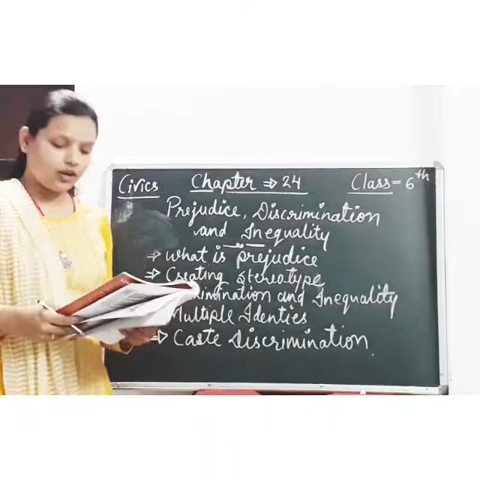 Civics Chapter ⇒ 24 Class = 6th
Prejudice, Discrimination
and Inequality
⇒ What is prejudice
⇒ Creating stereotype
and Inequality
Multiple Identies
⇒ Caste Discrimination.